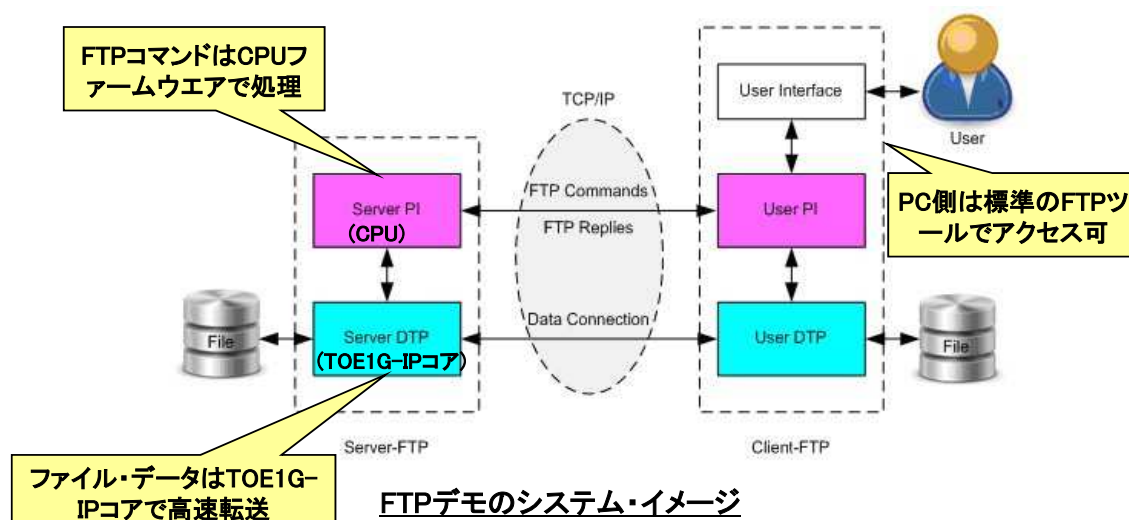 FTPコマンドはCPUフ
ァームウエアで処理
TCP/IP
User Interface
User
Server PI
(CPU)
FTP Commands
FTP Replies
User PI
PC側は標準のFTPツ
ールでアクセス可
File
Server DTP
(TOE1G-IPコア)
Data Connection
User DTP
File
Server-FTP
Client-FTP
ファイル・データはTOE1G-
IPコアで高速転送
FTPデモのシステム・イメージ